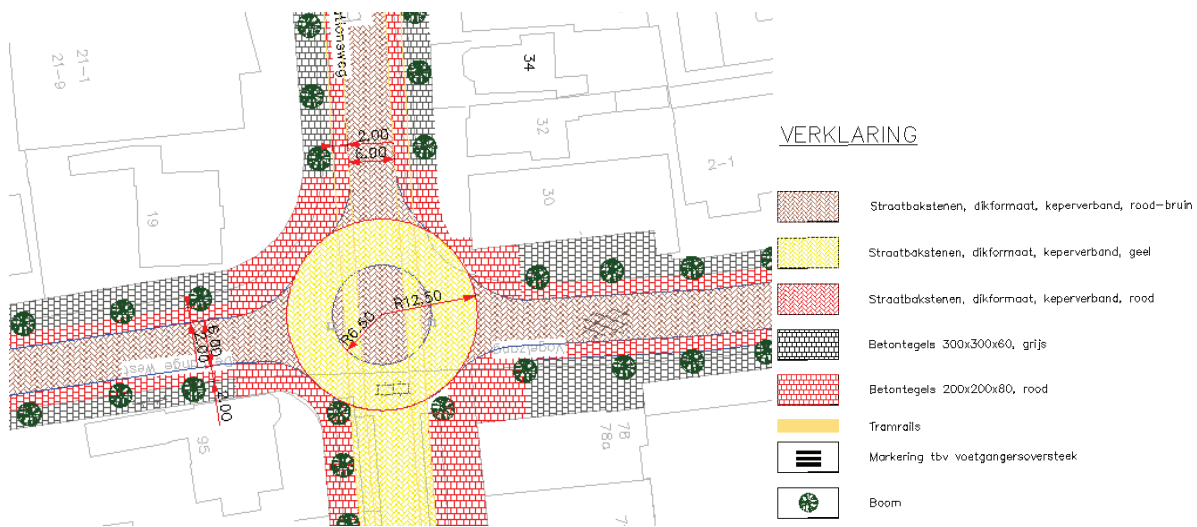 21-1
21-9
34
32
2-1
30
19
2.00
6.00
R12.50
R6.50
6.00
2.00
2.00
West
95
7B
78a
VERKLARING
Straatbakstenen, dikformaat, keperverband, rood-bruin
Straatbakstenen, dikformaat, keperverband, geel
Straatbakstenen, dikformaat, keperverband, rood
Betontegels 300x300x60, grijs
Betontegels 200x200x80, rood
Tramrails
Markering tbv voetgangersoversteek
Boom